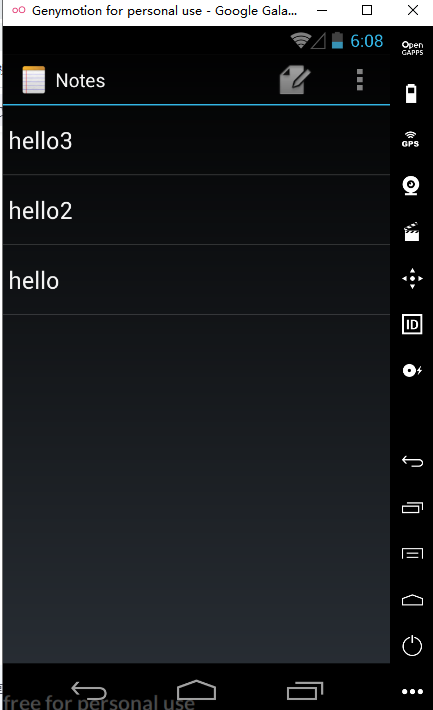 Genymotion for personal use - Google Gala...
6:08
Open
GAPPS
Notes
GPS
hello3
hello2
hello
ID
free for personal use